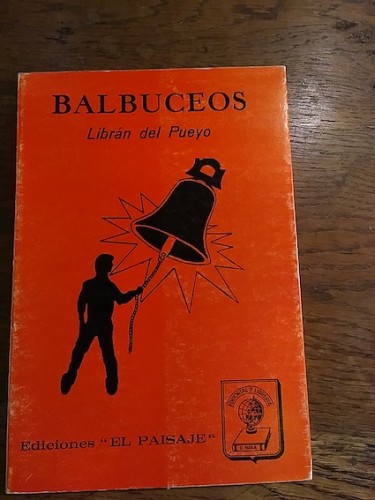 BALBUCEOS
Librán del Pueyo
Ediciones "EL PAISAJE"